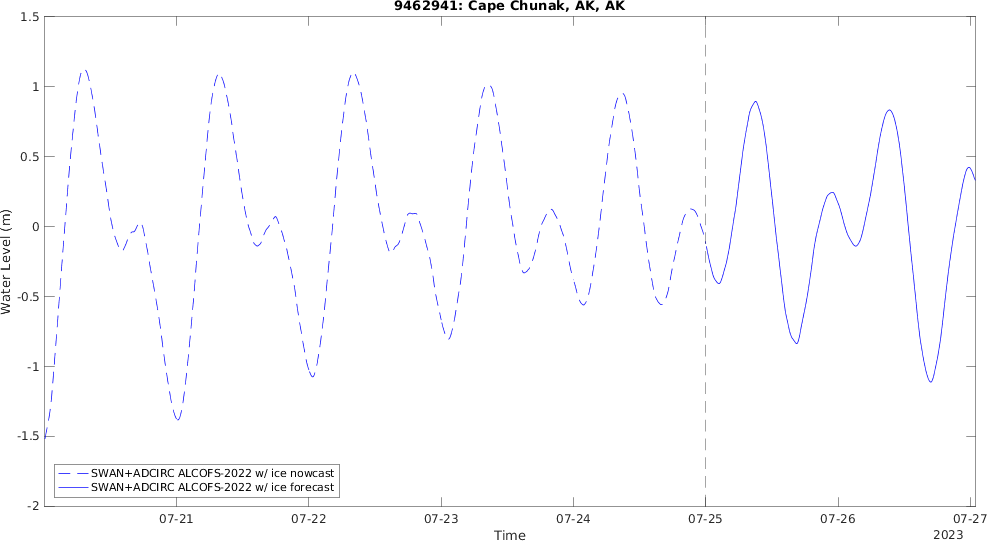 9462941: Cape Chunak, AK, AK
1.5
1
0.5
0
-0.5
-1
-1.5
-2
Water Level (m)
SWAN+ADCIRC ALCOFS-2022 w/ ice nowcast
SWAN+ADCIRC ALCOFS-2022 w/ ice forecast
07-21 07-22 07-23 07-24 07-25 07-26 07-27
Time
2023